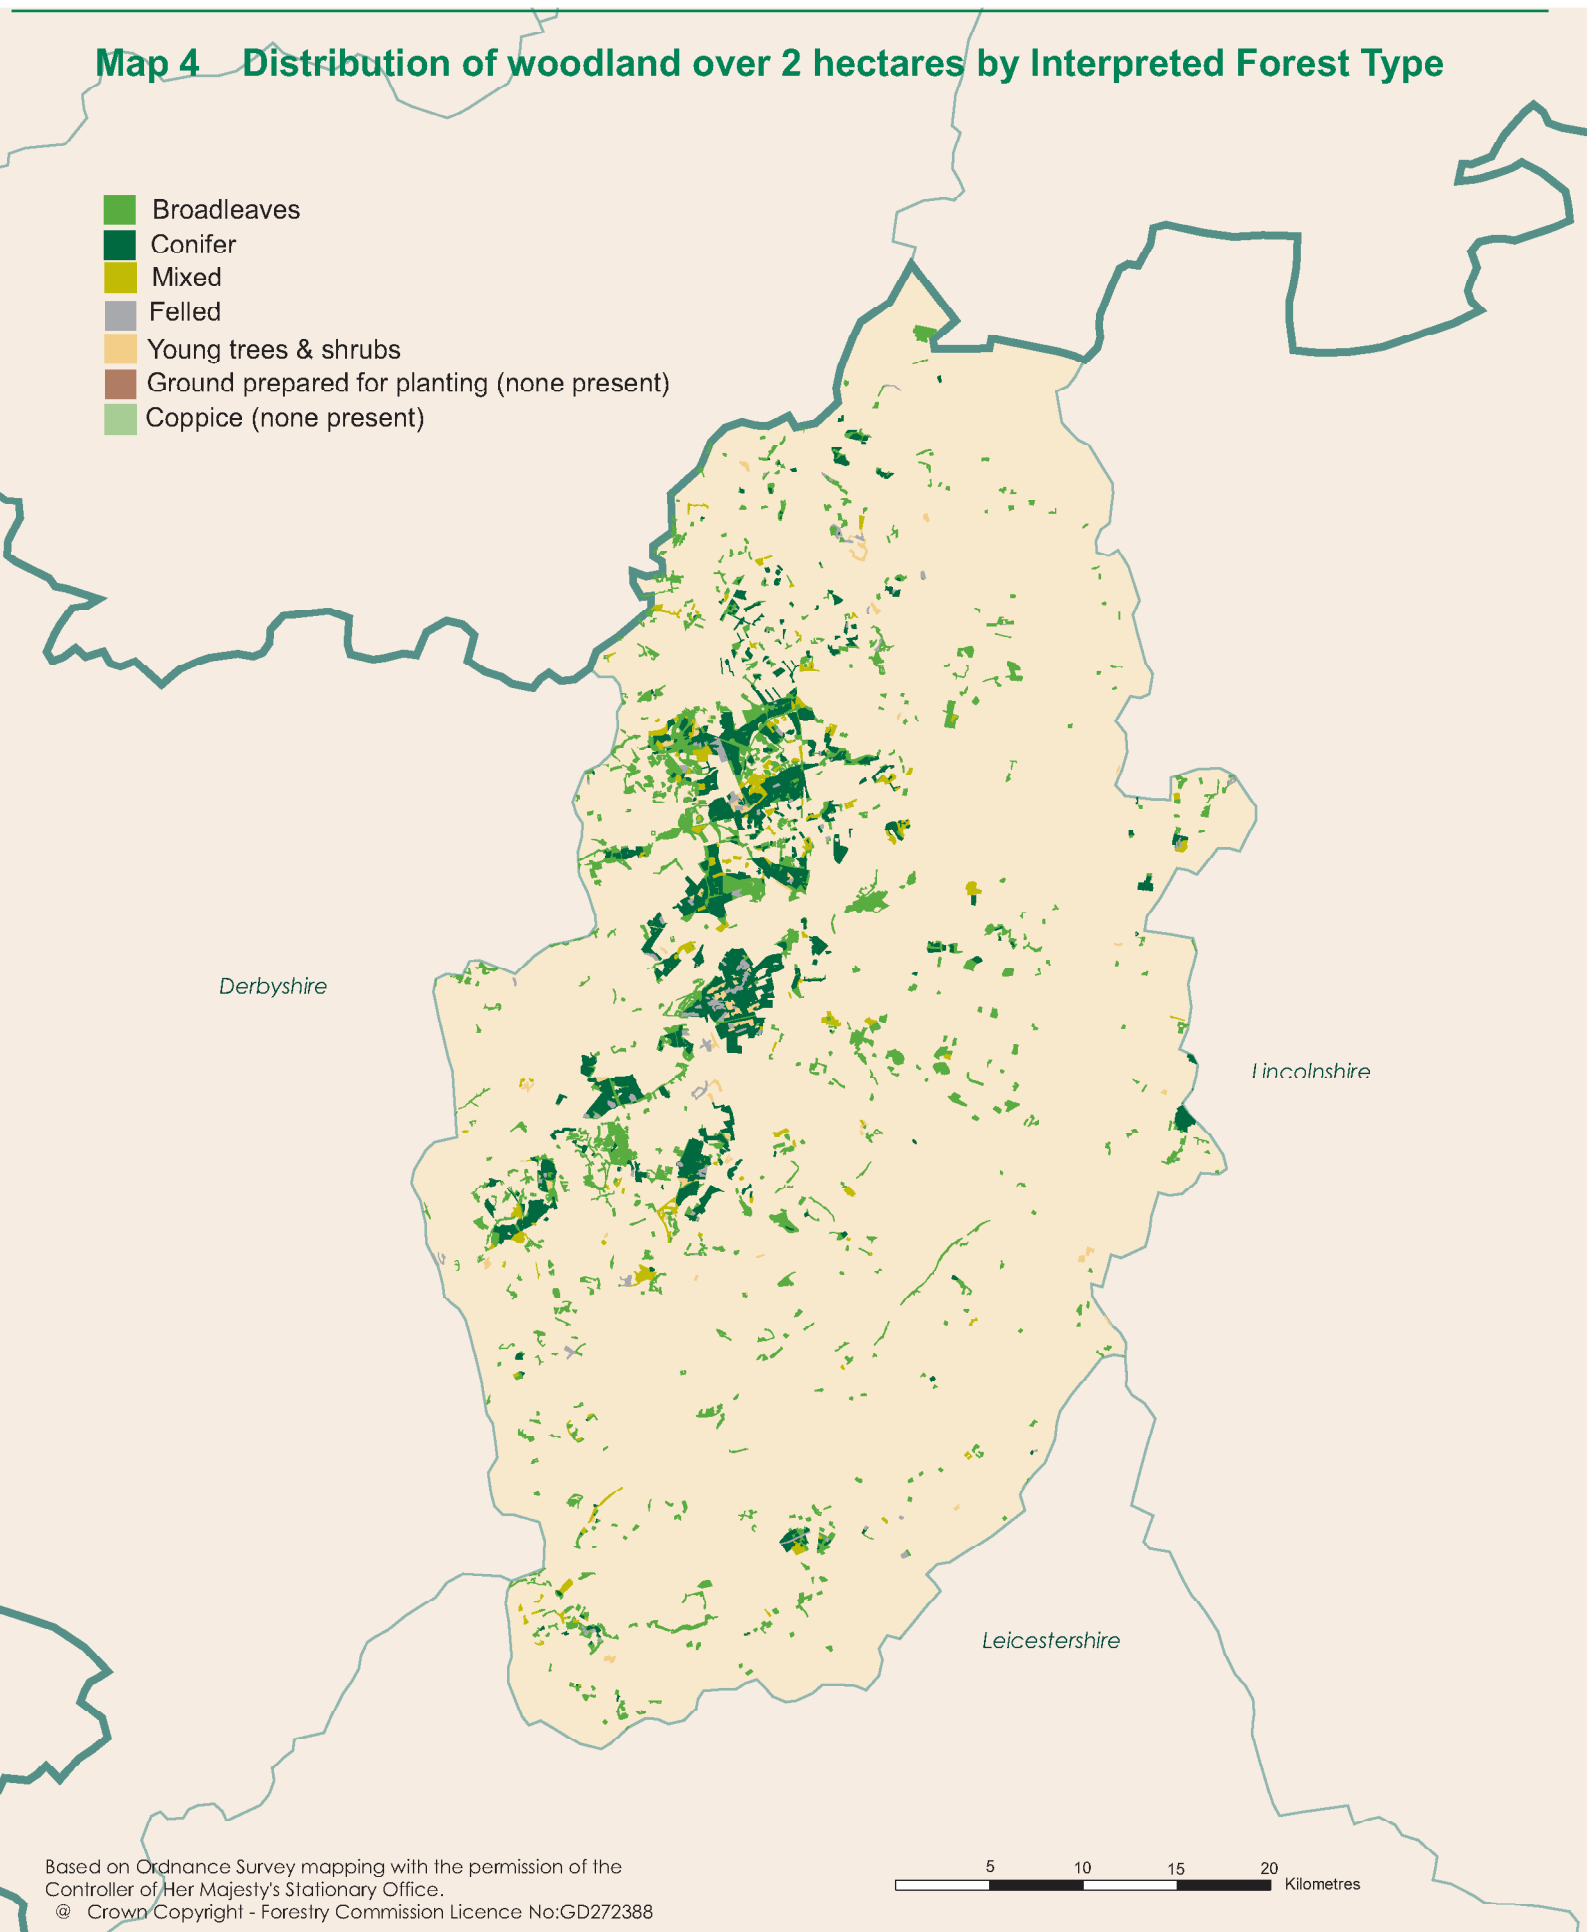 Map 4 Distribution of woodland over 2 hectares by Interpreted Forest Type
Broadleaves
Conifer
Mixed
Felled
Young trees & shrubs
Ground prepared for planting (none present)
Coppice (none present)
Derbyshire
Lincolnshire
Leicestershire
Based on Ordnance Survey mapping with the permission of the
Controller of Her Majesty's Stationary Office.
@ Crown Copyright - Forestry Commission Licence No:GD272388
5 10 15 20
Kilometres